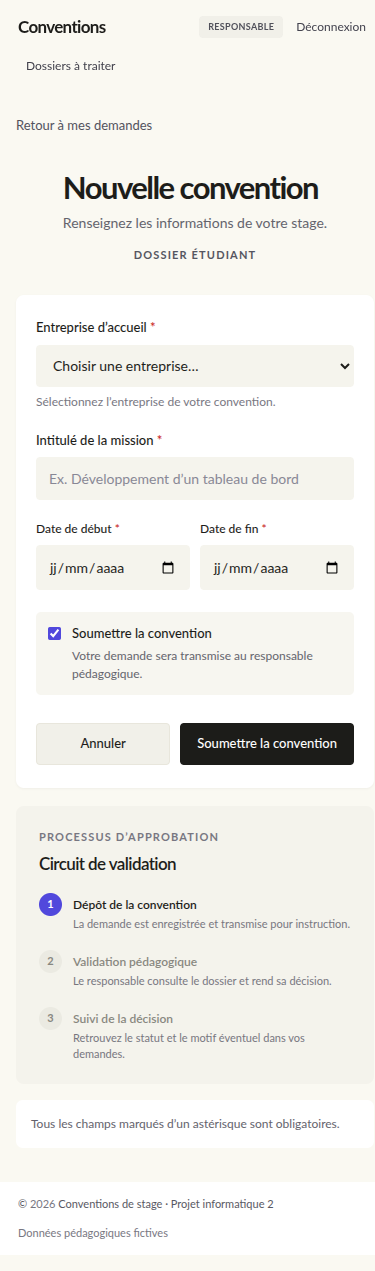 Conventions
RESPONSABLE
Déconnexion
Dossiers à traiter
Retour à mes demandes
Nouvelle convention
Renseignez les informations de votre stage.
DOSSIER ÉTUDIANT
Entreprise d’accueil *
Choisir une entreprise...
Sélectionnez l’entreprise de votre convention.
Intitulé de la mission *
Ex. Développement d’un tableau de bord
Date de début *
Date de fin *
jj/mm/aaaa
jj/mm/aaaa
Soumettre la convention
Votre demande sera transmise au responsable
pédagogique.
Annuler
Soumettre la convention
PROCESSUS D’APPROBATION
Circuit de validation
1 Dépôt de la convention
La demande est enregistrée et transmise pour instruction.
2 Validation pédagogique
Le responsable consulte le dossier et rend sa décision.
3 Suivi de la décision
Retrouvez le statut et le motif éventuel dans vos
demandes.
Tous les champs marqués d’un astérisque sont obligatoires.
© 2026 Conventions de stage · Projet informatique 2
Données pédagogiques fictives